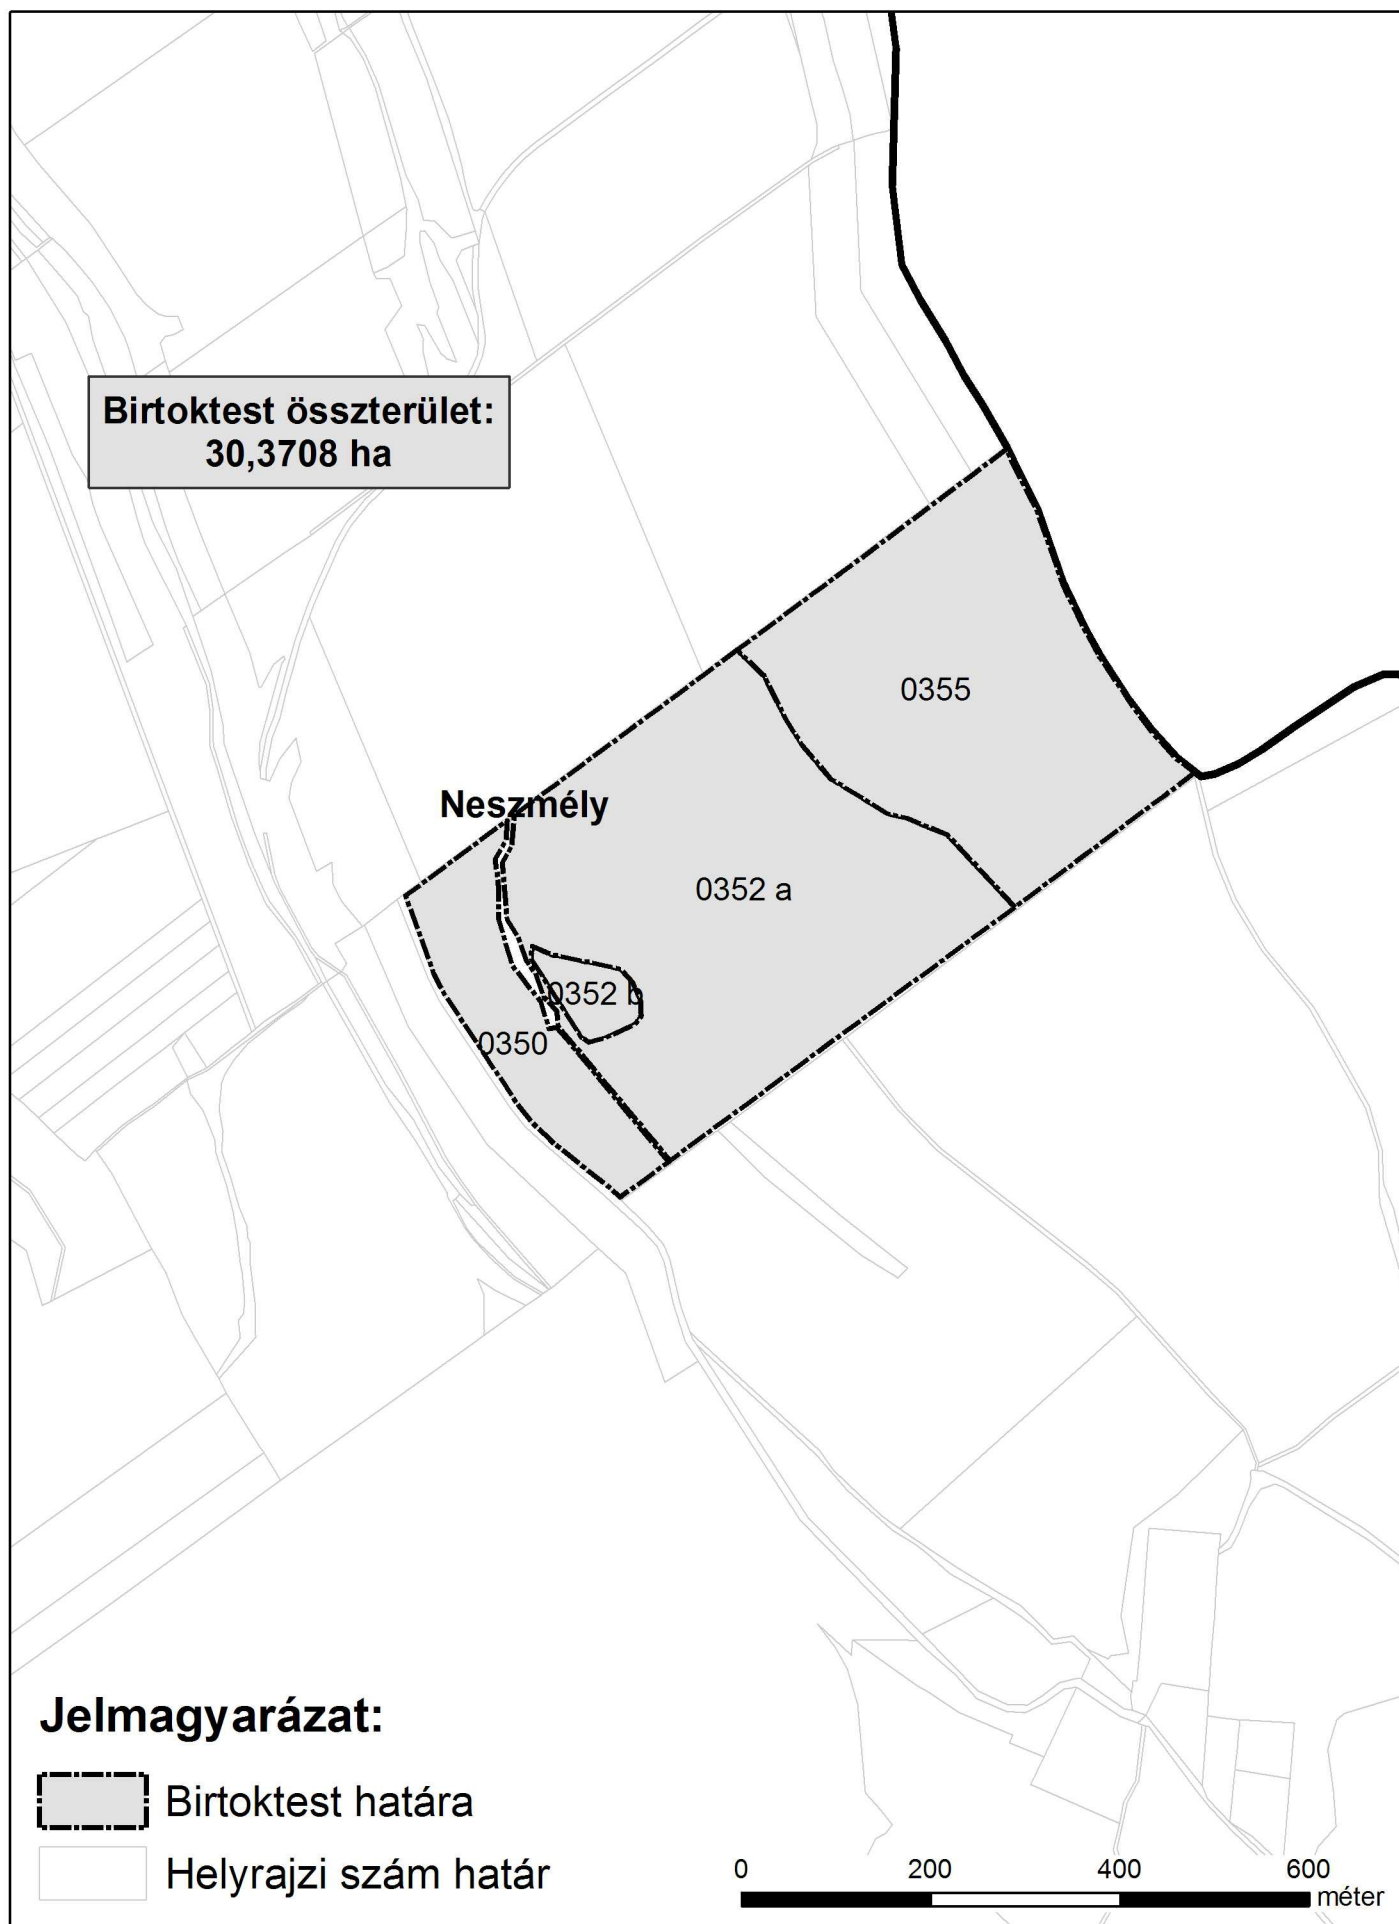 Birtoktest összterület:
30,3708 ha
0355
Neszmély
0352 a
0352 b
0350
Jelmagyarázat:
Birtoktest határa
Helyrajzi szám határ
0 200 400 600
méter